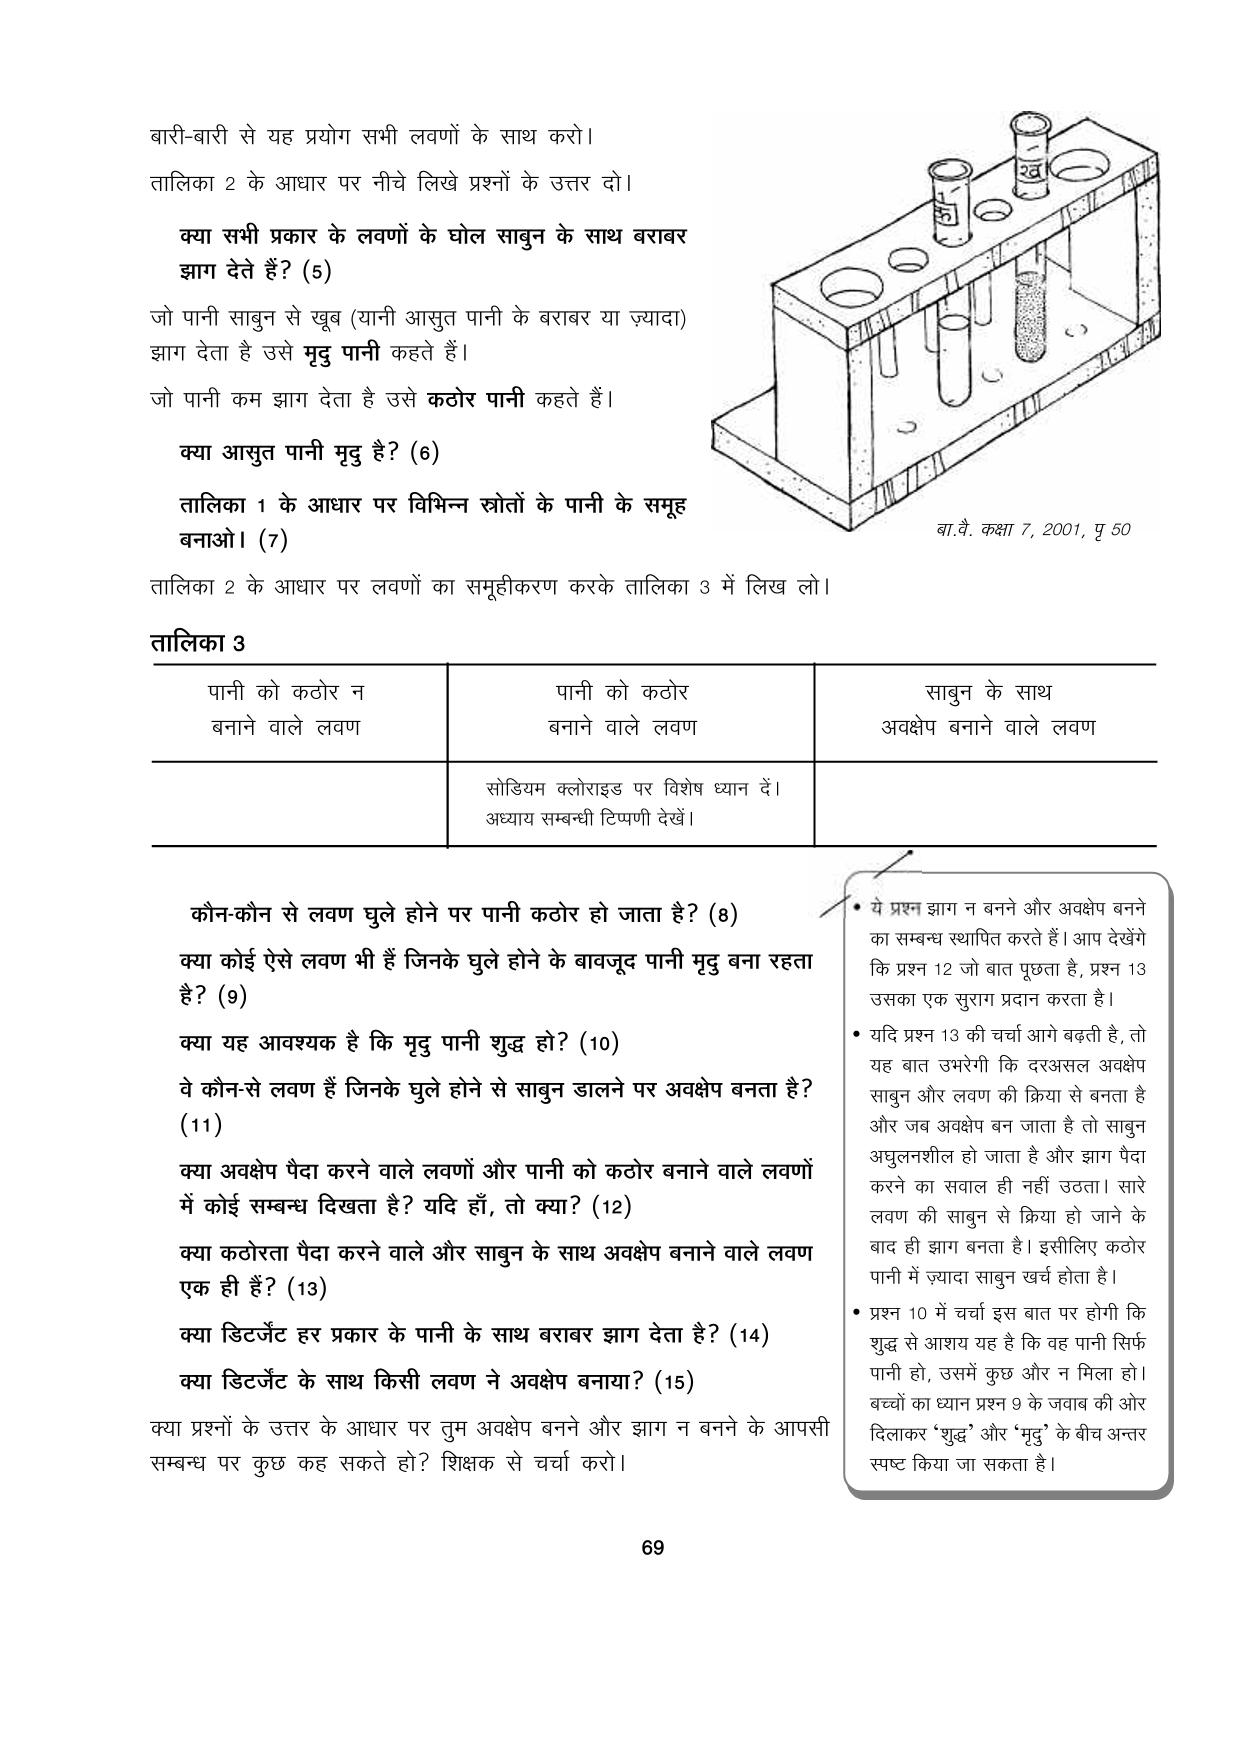 बारी-बारी से यह प्रयोग सभी लवणों के साथ करो।
तालिका 2 के आधार पर नीचे लिखे प्रश्नों के उत्तर दो।
क्या सभी प्रकार के लवणों के घोल साबुन के साथ बराबर
झाग देते हैं? (5)
जो पानी साबुन से खूब (यानी आसुत पानी के बराबर या ज़्यादा)
झाग देता है उसे मृदु पानी कहते हैं।
जो पानी कम झाग देता है उसे कठोर पानी कहते हैं।
क्या आसुत पानी मृदु है? (6)
तालिका 1 के आधार पर विभिन्न स्रोतों के पानी के समूह
बनाओ। (7)
क
ख
बा.वै. कक्षा 7, 2001, पृ 50
तालिका 2 के आधार पर लवणों का समूहीकरण करके तालिका 3 में लिख लो।
तालिका 3
पानी को कठोर न
बनाने वाले लवण
पानी को कठोर
बनाने वाले लवण
साबुन के साथ
अवक्षेप बनाने वाले लवण
सोडियम क्लोराइड पर विशेष ध्यान दें।
अध्याय सम्बन्धी टिप्पणी देखें।
कौन-कौन से लवण घुले होने पर पानी कठोर हो जाता है? (8)
क्या कोई ऐसे लवण भी हैं जिनके घुले होने के बावजूद पानी मृदु बना रहता
है? (9)
क्या यह आवश्यक है कि मृदु पानी शुद्ध हो? (10)
वे कौन-से लवण हैं जिनके घुले होने से साबुन डालने पर अवक्षेप बनता है?
(11)
क्या अवक्षेप पैदा करने वाले लवणों और पानी को कठोर बनाने वाले लवणों
में कोई सम्बन्ध दिखता है? यदि हाँ, तो क्या? (12)
क्या कठोरता पैदा करने वाले और साबुन के साथ अवक्षेप बनाने वाले लवण
एक ही हैं? (13)
क्या डिटर्जेंट हर प्रकार के पानी के साथ बराबर झाग देता है? (14)
क्या डिटर्जेंट के साथ किसी लवण ने अवक्षेप बनाया? (15)
क्या प्रश्नों के उत्तर के आधार पर तुम अवक्षेप बनने और झाग न बनने के आपसी
सम्बन्ध पर कुछ कह सकते हो? शिक्षक से चर्चा करो।
• ये प्रश्न झाग न बनने और अवक्षेप बनने
का सम्बन्ध स्थापित करते हैं। आप देखेंगे
कि प्रश्न 12 जो बात पूछता है, प्रश्न 13
उसका एक सुराग प्रदान करता है।
• यदि प्रश्न 13 की चर्चा आगे बढ़ती है, तो
यह बात उभरेगी कि दरअसल अवक्षेप
साबुन और लवण की क्रिया से बनता है
और जब अवक्षेप बन जाता है तो साबुन
अघुलनशील हो जाता है और झाग पैदा
करने का सवाल ही नहीं उठता। सारे
लवण की साबुन से क्रिया हो जाने के
बाद ही झाग बनता है। इसीलिए कठोर
पानी में ज़्यादा साबुन खर्च होता है।
• प्रश्न 10 में चर्चा इस बात पर होगी कि
शुद्ध से आशय यह है कि वह पानी सिर्फ
पानी हो, उसमें कुछ और न मिला हो।
बच्चों का ध्यान प्रश्न 9 के जवाब की ओर
दिलाकर ‘शुद्ध’ और ‘मृदु’ के बीच अन्तर
स्पष्ट किया जा सकता है।
69